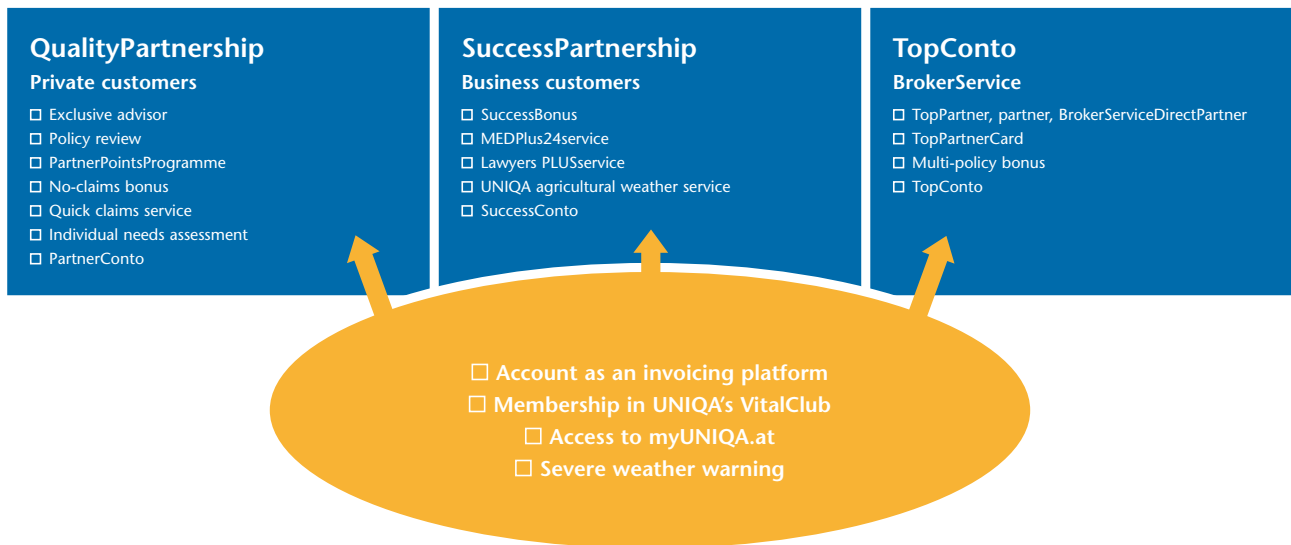 QualityPartnership
Private customers
☐ Exclusive advisor
☐ Policy review
☐ PartnerPointsProgramme
☐ No-claims bonus
☐ Quick claims service
☐ Individual needs assessment
☐ PartnerConto
SuccessPartnership
Business customers
☐ SuccessBonus
☐ MEDPlus24service
☐ Lawyers PLUSservice
☐ UNIQA agricultural weather service
☐ SuccessConto
TopConto
BrokerService
☐ TopPartner, partner, BrokerServiceDirectPartner
☐ TopPartnerCard
☐ Multi-policy bonus
☐ TopConto
☐ Account as an invoicing platform
☐ Membership in UNIQA’s VitalClub
☐ Access to myUNIQA.at
☐ Severe weather warning